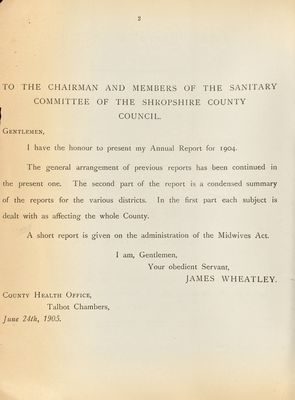 2
TO THE CHAIRMAN AND MEMBERS OF THE SANITARY
COMMITTEE OF THE SHROPSHIRE COUNTY
COUNCIL.
GENTLEMEN,
I have the honour to present my Annual Report for 1904.
The general arrangement of previous reports has been continued in
the present one. The second part of the report is a condensed summary
of the reports for the various districts. In the first part each subject is
dealt with as affecting the whole County.
A short report is given on the administration of the Midwives Act.
I am, Gentlemen,
Your obedient Servant,
JAMES WHEATLEY.
COUNTY HEALTH OFFICE,
Talbot Chambers,
June 24th, 1905.